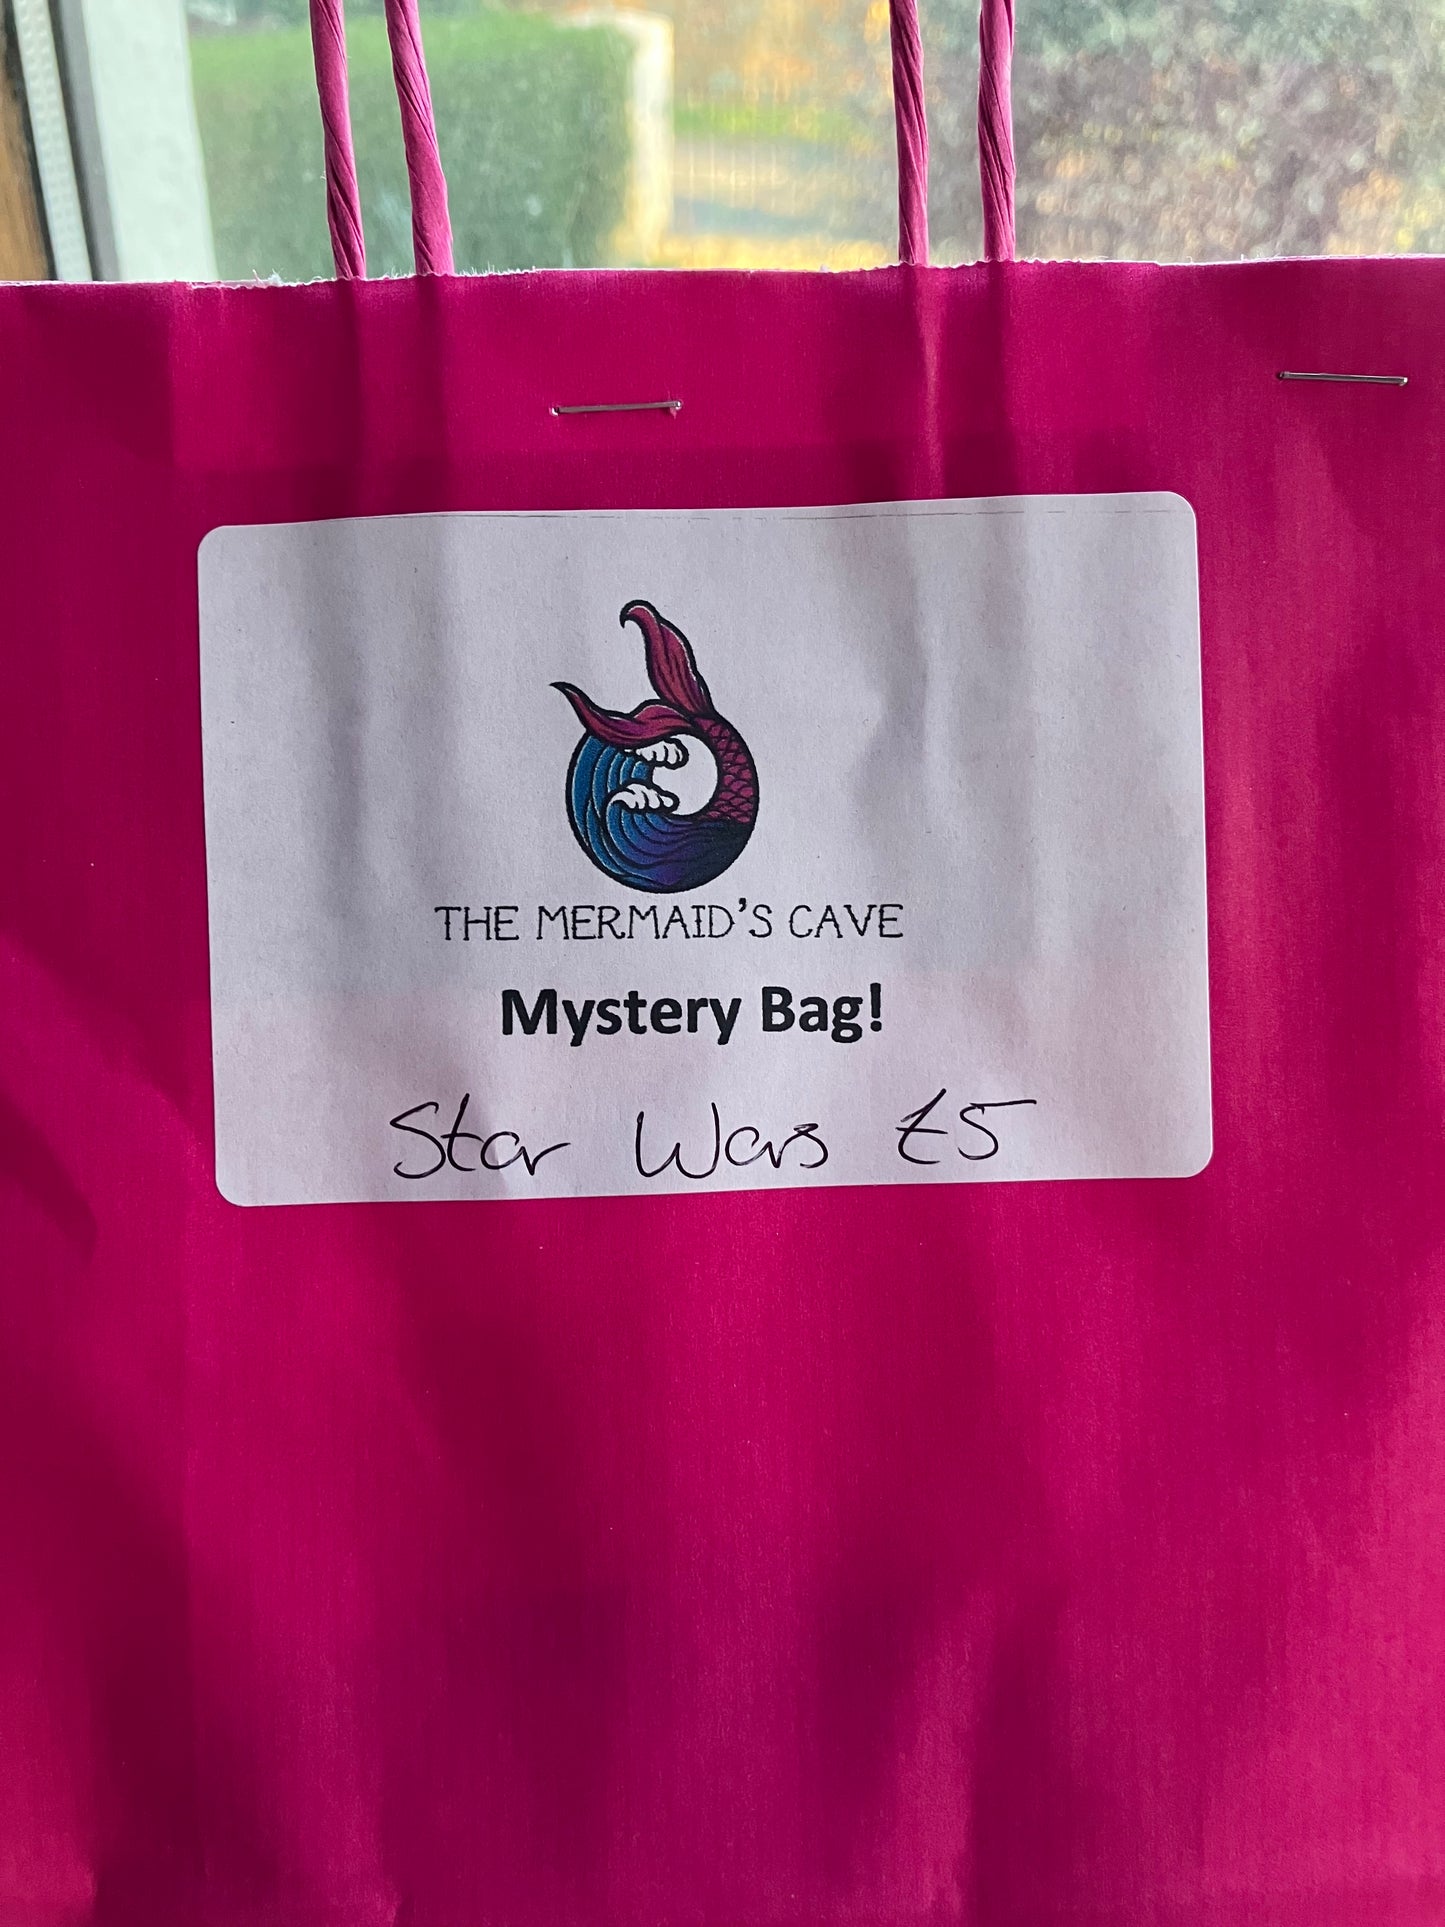 THE MERMAID'S CAVE
Mystery Bag!
Star Wars £5